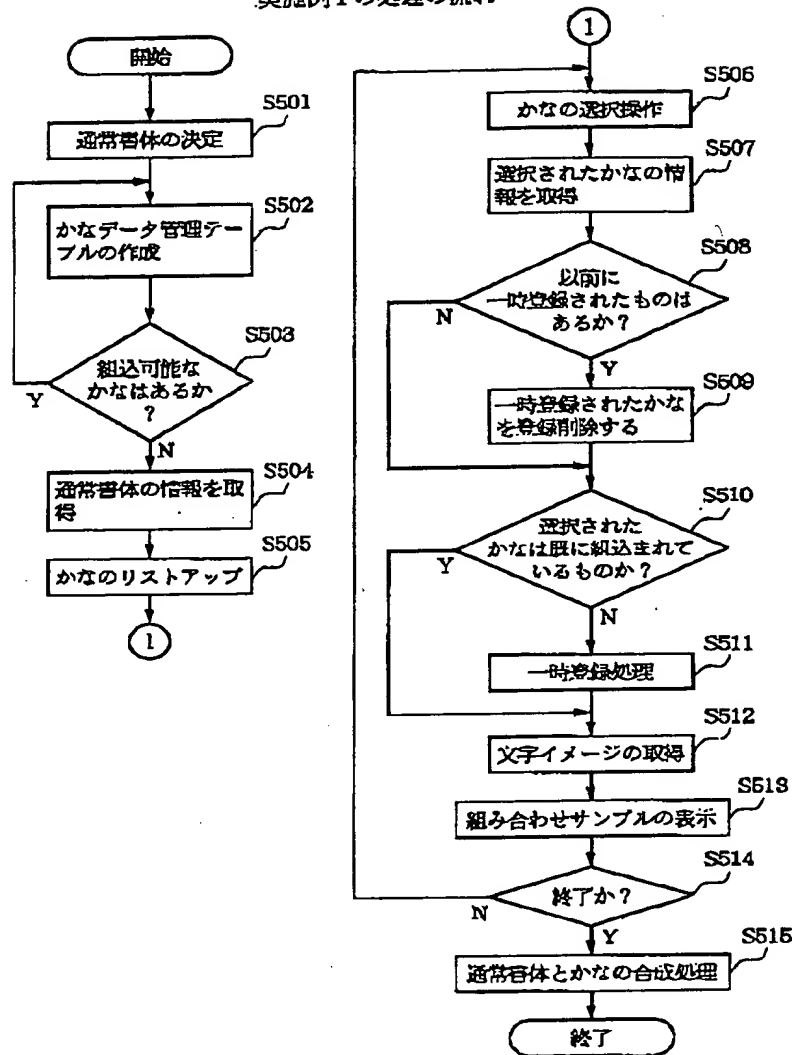 実施例1の処理の流れ
開始
S501
通常書体の決定
S502
かなデータ管理テー
ブルの作成
S503
組込可能な
かなはあるか
?
Y
N
S504
通常書体の情報を取
得
S505
かなのリストアップ
1
1
S506
かなの選択操作
S507
選択されたかなの情
報を取得
S508
以前に
一時登録されたものは
あるか?
N
Y
S509
一時登録されたかな
を登録削除する
S510
選択された
かなは既に組込まれて
いるものか?
Y
N
S511
一時登録処理
S512
文字イメージの取得
S513
組み合わせサンプルの表示
S514
終了か?
N
Y
S515
通常書体とかなの合成処理
終了